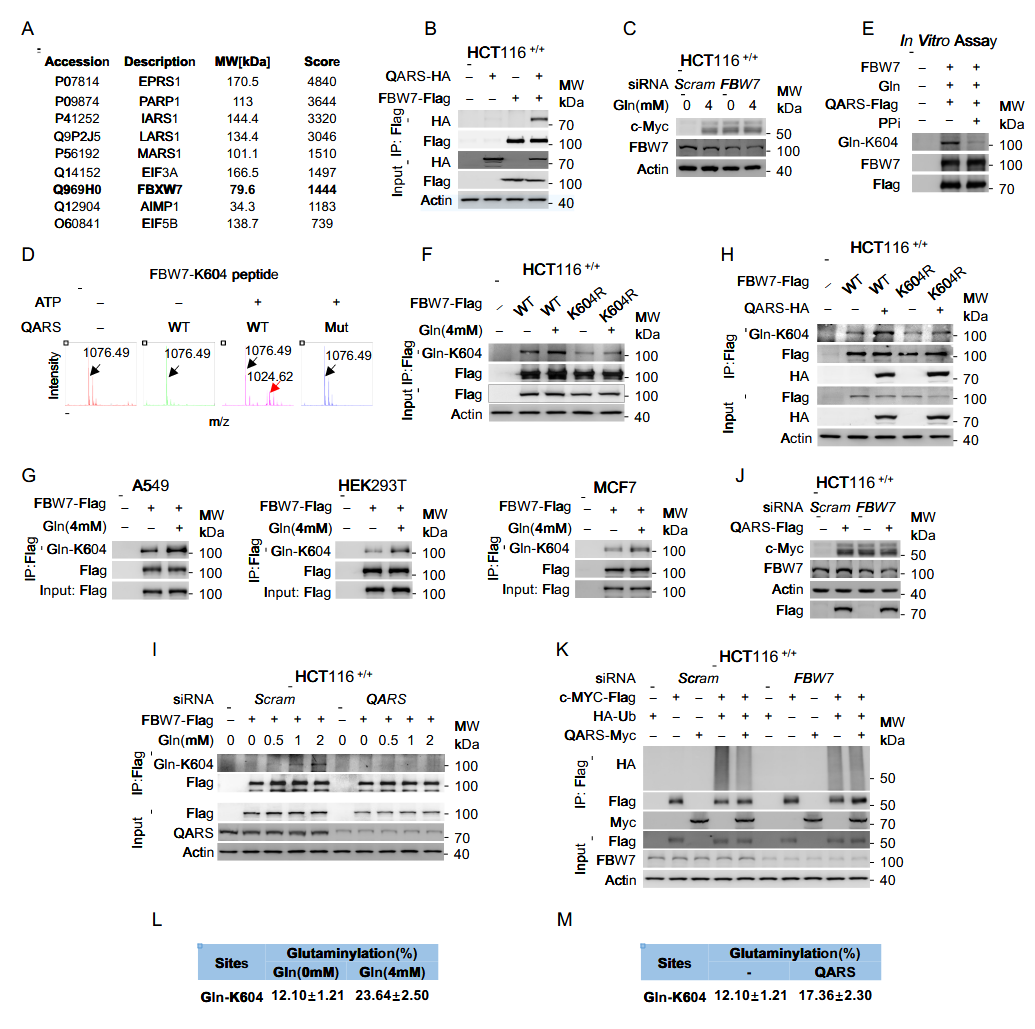 A
Accession Description MW[kDa] Score
P07814 EPRS1 170.5 4840
P09874 PARP1 113 3644
P41252 IARS1 144.4 3320
Q9P2J5 LARS1 134.4 3046
P56192 MARS1 101.1 1510
Q14152 EIF3A 166.5 1497
Q969H0 FBXW7 79.6 1444
Q12904 AIMP1 34.3 1183
O60841 EIF5B 138.7 739
B
HCT116 +/+
QARS-HA – + – +
FBW7-Flag – – + +
MW
kDa
IP: Flag
HA 70
Flag 100
Input
HA 70
Flag 100
Actin 40
C
HCT116 +/+
siRNA Scram FBW7
Gln(mM) 0 4 0 4
MW
kDa
c-Myc 50
FBW7 100
Actin 40
E
In Vitro Assay
FBW7 – + +
Gln – + +
QARS-Flag – + +
PPi – – +
MW
kDa
Gln-K604 100
FBW7 100
Flag 70
D
FBW7-K604 peptide
ATP – – + +
QARS – WT WT Mut
Intensity
1076.49 1076.49 1076.49 1076.49
1024.62
m/z
F
HCT116 +/+
FBW7-Flag – WT WT K604R K604R
Gln(4mM) – – + – +
MW
kDa
IP:Flag
Gln-K604 100
Flag 100
Input
Flag 100
Actin 40
H
HCT116 +/+
FBW7-Flag – WT WT K604R K604R
QARS-HA – – + – +
MW
kDa
IP:Flag
Gln-K604 100
Flag 100
HA 70
Input
Flag 100
HA 70
Actin 40
G
A549
FBW7-Flag – + +
Gln(4mM) – – +
MW
kDa
IP:Flag
Gln-K604 100
Flag 100
Input: Flag 100
HEK293T
FBW7-Flag – + +
Gln(4mM) – – +
MW
kDa
IP:Flag
Gln-K604 100
Flag 100
Input: Flag 100
MCF7
FBW7-Flag – + +
Gln(4mM) – – +
MW
kDa
IP:Flag
Gln-K604 100
Flag 100
Input: Flag 100
J
HCT116 +/+
siRNA Scram FBW7
QARS-Flag – + – +
MW
kDa
c-Myc 50
FBW7 100
Actin 40
Flag 70
I
HCT116 +/+
siRNA – Scram QARS
FBW7-Flag – + + + + – + + + +
Gln(mM) 0 0 0.5 1 2 0 0 0.5 1 2
MW
kDa
IP:Flag
Gln-K604 100
Flag 100
Input
Flag 100
QARS 70
Actin 40
K
HCT116 +/+
siRNA Scram FBW7
c-MYC-Flag – + – + + – + – + +
HA-Ub + – – + + + – – + +
QARS-Myc – – + – + – – + – +
MW
kDa
IP: Flag
HA 50
Flag 50
Myc 70
Input
Flag 50
FBW7 100
Actin 40
L
Sites Glutaminylation(%)
Gln(0mM) Gln(4mM)
Gln-K604 12.10±1.21 23.64±2.50
M
Sites Glutaminylation(%)
- QARS
Gln-K604 12.10±1.21 17.36±2.30